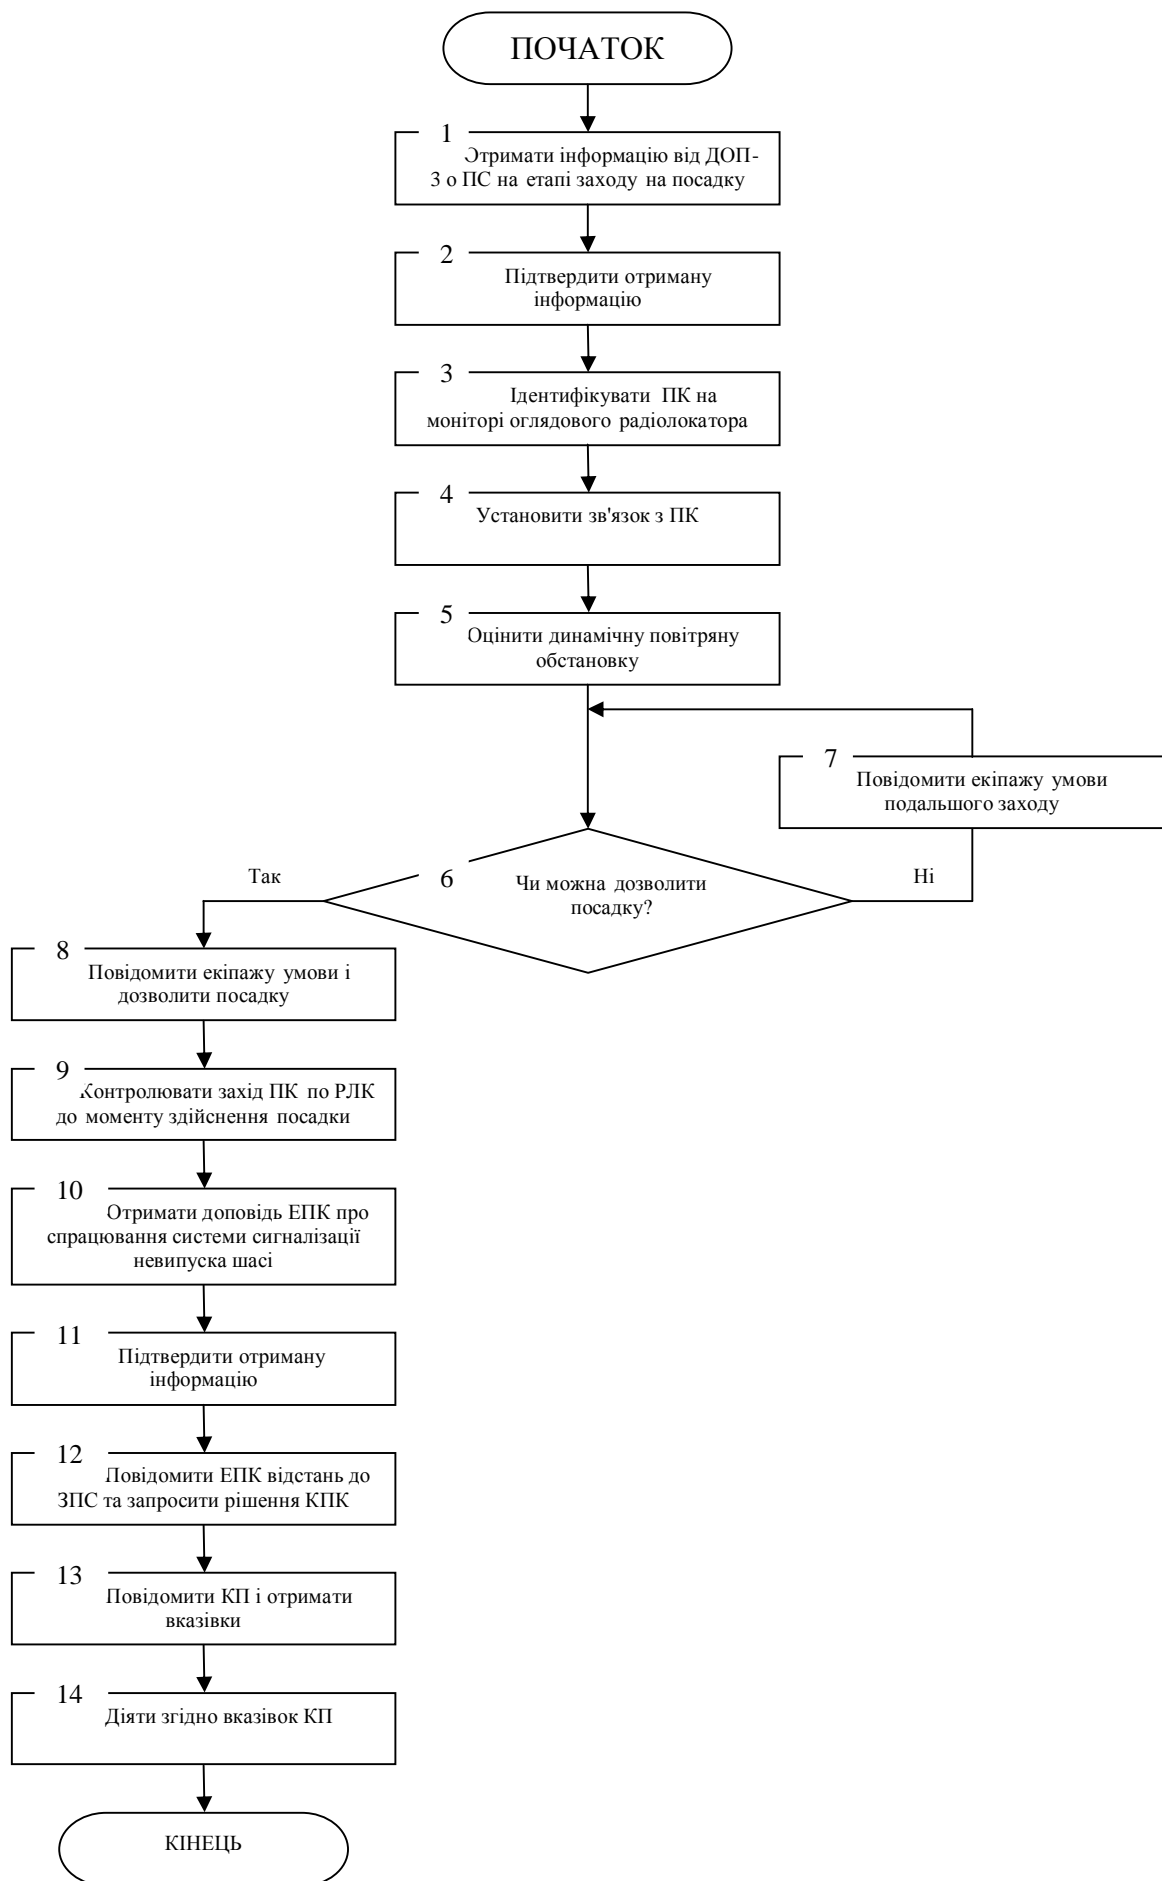 ПОЧАТОК
1
Отримати інформацію від ДОП-
3 о ПС на етапі заходу на посадку
2
Підтвердити отриману
інформацію
3
Ідентифікувати ПК на
моніторі оглядового радіолокатора
4
Установити зв'язок з ПК
5
Оцінити динамічну повітряну
обстановку
7
Повідомити екіпажу умови
подальшого заходу
Так
6
Чи можна дозволити
посадку?
Ні
8
Повідомити екіпажу умови і
дозволити посадку
9
Контролювати захід ПК по РЛК
до моменту здійснення посадки
10
Отримати доповідь ЕПК про
спрацювання системи сигналізації
невипуска шасі
11
Підтвердити отриману
інформацію
12
Повідомити ЕПК відстань до
ЗПС та запросити рішення КПК
13
Повідомити КП і отримати
вказівки
14
Діяти згідно вказівок КП
КІНЕЦЬ